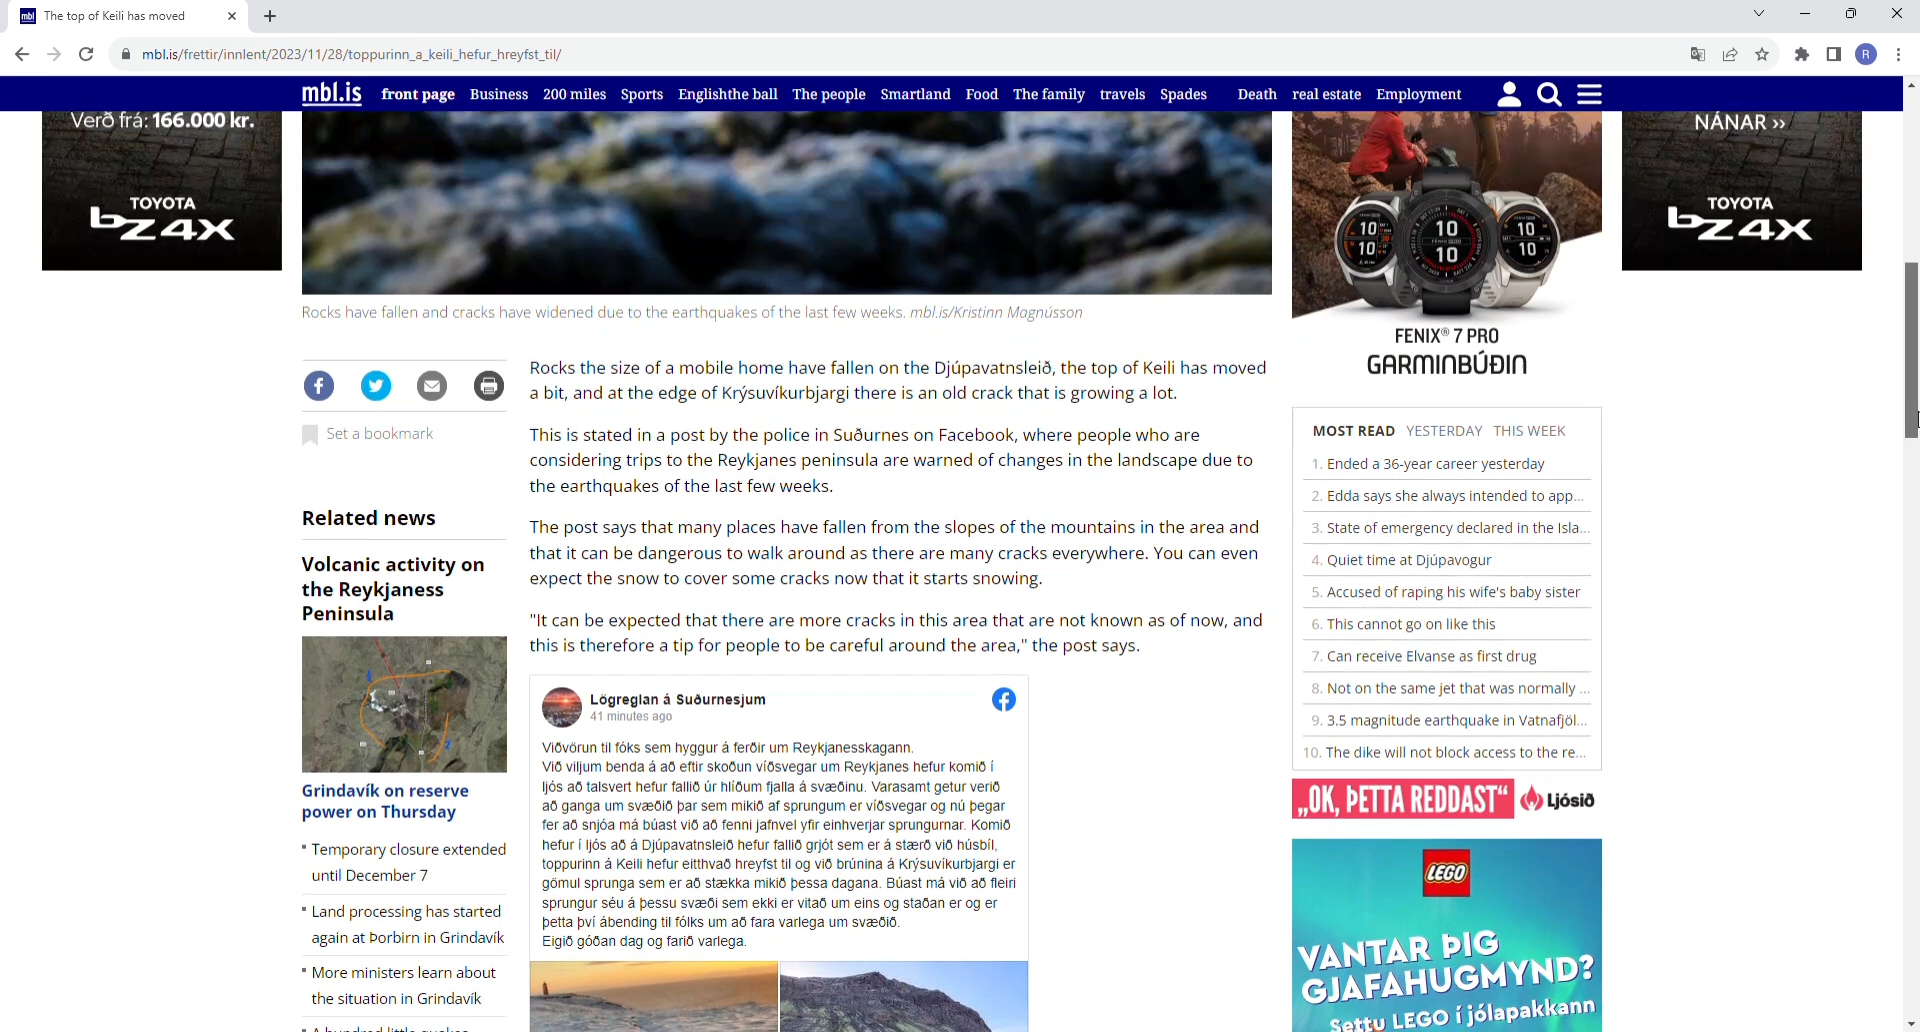 The top of Keili has moved
mbl.is/frettir/innlent/2023/11/28/toppurinn_a_keili_hefur_hreyfst_til/
R
mbl.is front page Business 200 miles Sports Englishthe ball The people Smartland Food The family travels Spades Death real estate Employment
Verð frá: 166.000 kr.
TOYOTA
bZ4X
NÁNAR ››
TOYOTA
bZ4X
10
10
10
10
10
10
FENIX® 7 PRO
GARMINBÚÐIN
Rocks have fallen and cracks have widened due to the earthquakes of the last few weeks. mbl.is/Kristinn Magnússon
Set a bookmark
Related news
Volcanic activity on
the Reykjaness
Peninsula
Grindavík on reserve
power on Thursday
Temporary closure extended
until December 7
Land processing has started
again at Þorbirn in Grindavík
More ministers learn about
the situation in Grindavík
Rocks the size of a mobile home have fallen on the Djúpavatnsleið, the top of Keili has moved
a bit, and at the edge of Krýsuvíkurbjargi there is an old crack that is growing a lot.
This is stated in a post by the police in Suðurnes on Facebook, where people who are
considering trips to the Reykjanes peninsula are warned of changes in the landscape due to
the earthquakes of the last few weeks.
The post says that many places have fallen from the slopes of the mountains in the area and
that it can be dangerous to walk around as there are many cracks everywhere. You can even
expect the snow to cover some cracks now that it starts snowing.
"It can be expected that there are more cracks in this area that are not known as of now, and
this is therefore a tip for people to be careful around the area," the post says.
Lögreglan á Suðurnesjum
41 minutes ago
Viðvörun til fóks sem hyggur á ferðir um Reykjanesskagann.
Við viljum benda á að eftir skoðun víðsvegar um Reykjanes hefur komið í
ljós að talsvert hefur fallið úr hlíðum fjalla á svæðinu. Varasamt getur verið
að ganga um svæðið þar sem mikið af sprungum er víðsvegar og nú þegar
fer að snjóa má búast við að fenni jafnvel yfir einhverjar sprungurnar. Komið
hefur í ljós að á Djúpavatnsleið hefur fallið grjót sem er á stærð við húsbíl,
toppurinn á Keili hefur eitthvað hreyfst til og við brúnina á Krýsuvíkurbjargi er
gömul sprunga sem er að stækka mikið þessa dagana. Búast má við að fleiri
sprungur séu á þessu svæði sem ekki er vitað um eins og staðan er og er
þetta því ábending til fólks um að fara varlega um svæðið.
Eigið góðan dag og farið varlega.
MOST READ YESTERDAY THIS WEEK
1. Ended a 36-year career yesterday
2. Edda says she always intended to app...
3. State of emergency declared in the Isla...
4. Quiet time at Djúpavogur
5. Accused of raping his wife's baby sister
6. This cannot go on like this
7. Can receive Elvanse as first drug
8. Not on the same jet that was normally ...
9. 3.5 magnitude earthquake in Vatnafjöl...
10. The dike will not block access to the re...
„OK, ÞETTA REDDAST“ Ljósið
LEGO
VANTAR ÞIG
GJAFAHUGMYND?
Settu LEGO í jólapakkann